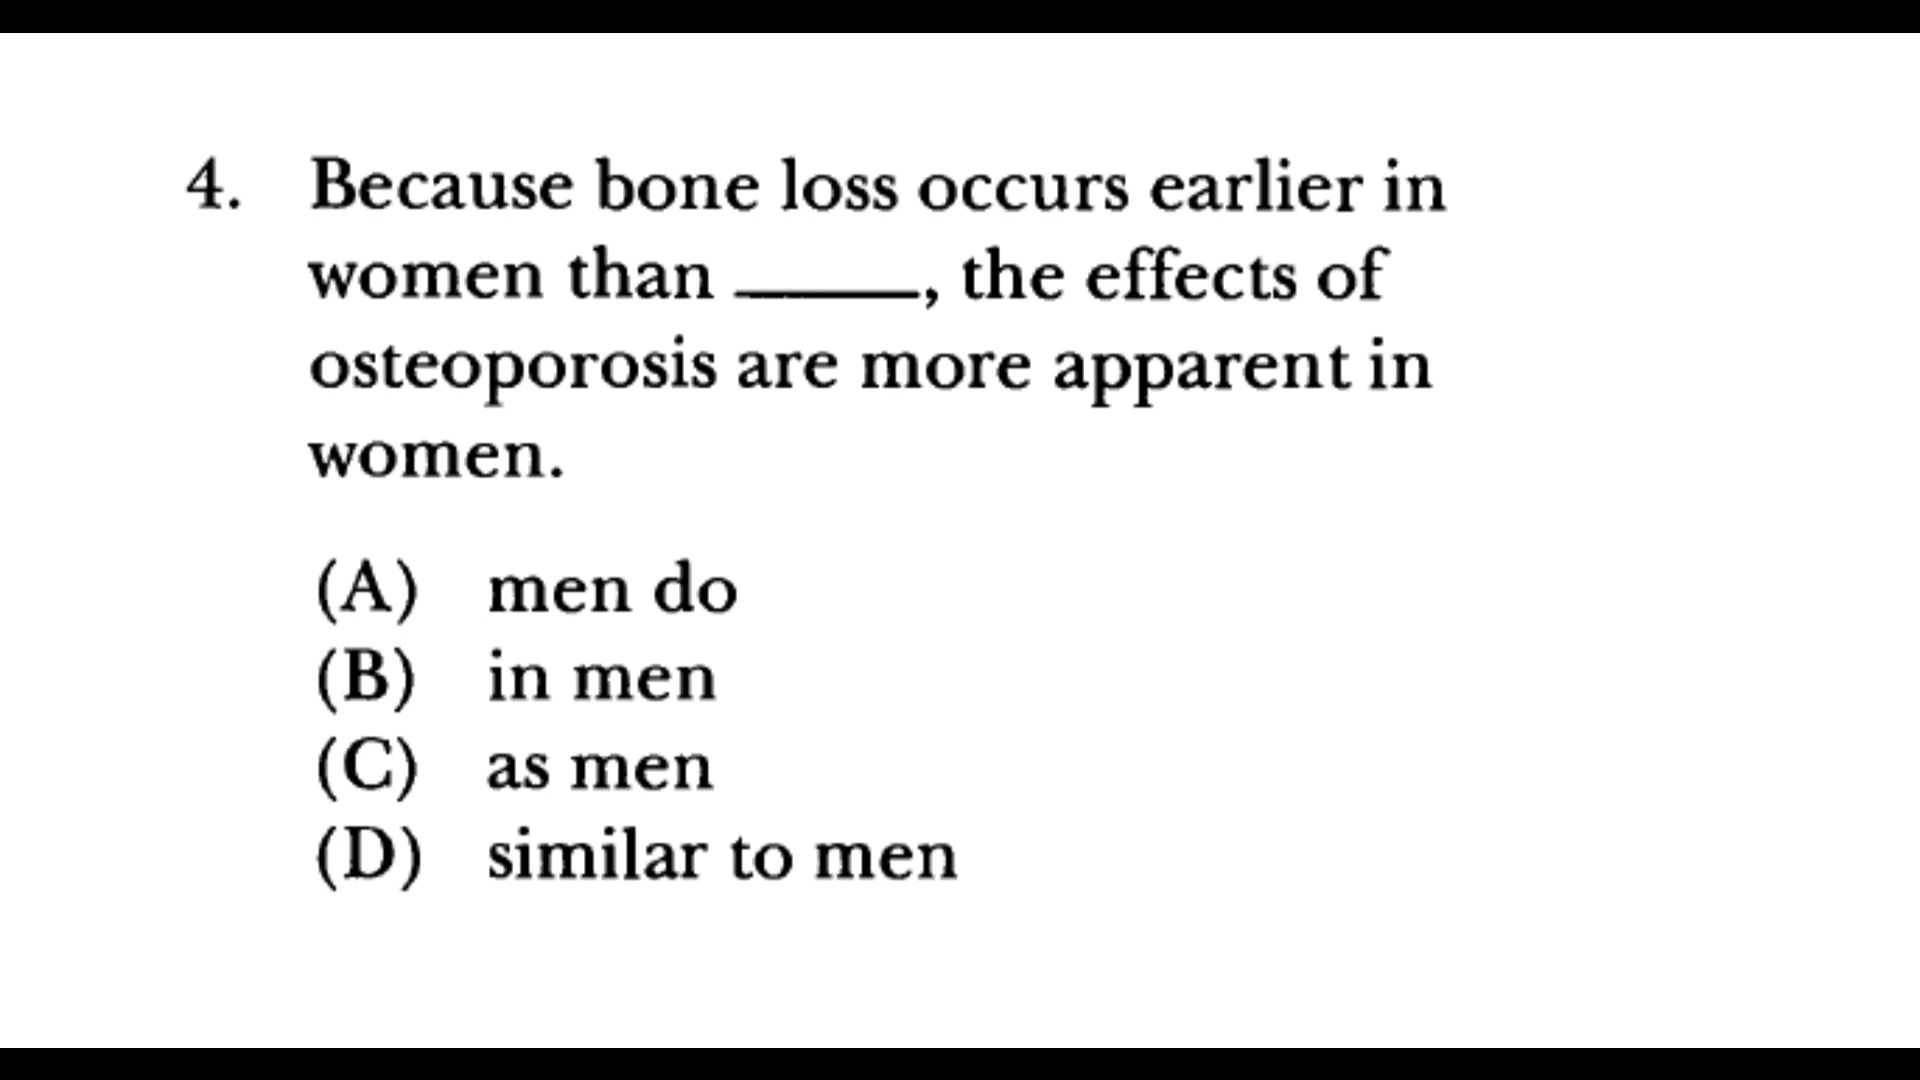 4. Because bone loss occurs earlier in
women than _____, the effects of
osteoporosis are more apparent in
women.
(A) men do
(B) in men
(C) as men
(D) similar to men